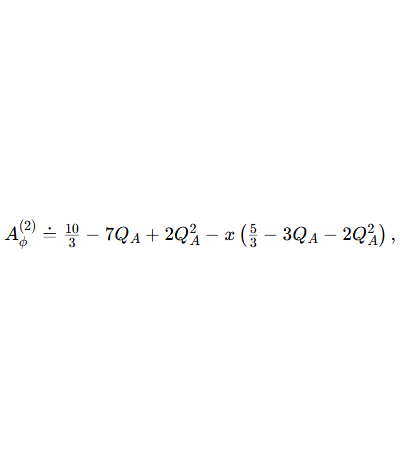 $A_{\phi}^{(2)} \doteq \frac{10}{3} - 7Q_A + 2Q_A^2 - x\left(\frac{5}{3} - 3Q_A - 2Q_A^2\right),$